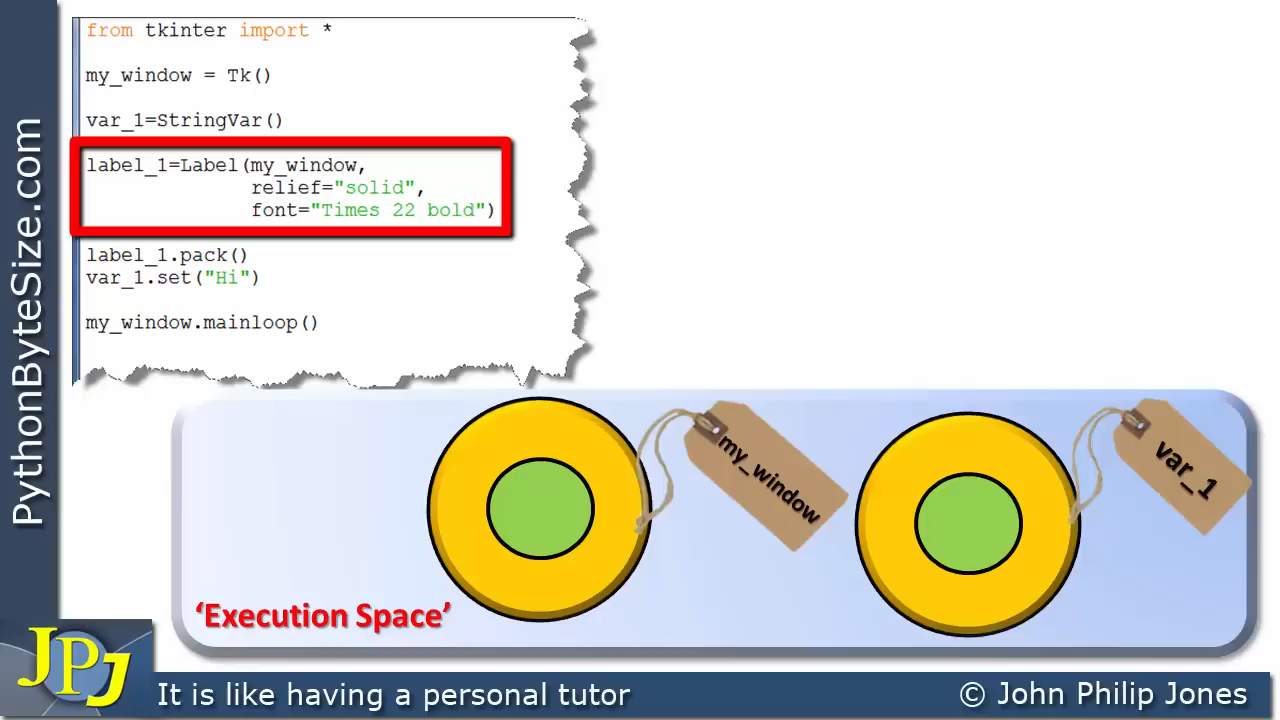 from tkinter import *
my_window = Tk()
var_1=StringVar()
label_1=Label(my_window,
relief="solid",
font="Times 22 bold")
label_1.pack()
var_1.set("Hi")
my_window.mainloop()
PythonByteSize.com
my_window
var_1
‘Execution Space’
JPJ
It is like having a personal tutor
© John Philip Jones